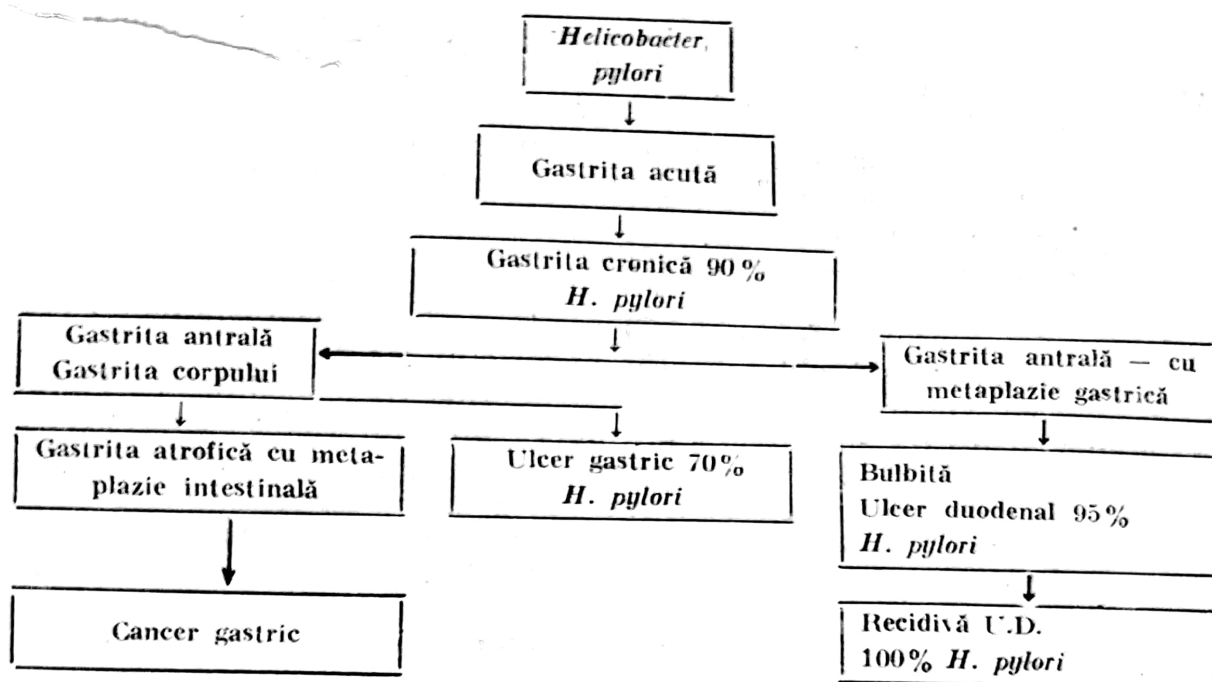 Helicobacter
pylori
Gastrita acută
Gastrita cronică 90%
H. pylori
Gastrita antrală
Gastrita corpului
Gastrita antrală — cu
metaplazie gastrică
Gastrita atrofică cu meta-
plazie intestinală
Ulcer gastric 70%
H. pylori
Bulbită
Ulcer duodenal 95%
H. pylori
Cancer gastric
Recidivă U.D.
100% H. pylori